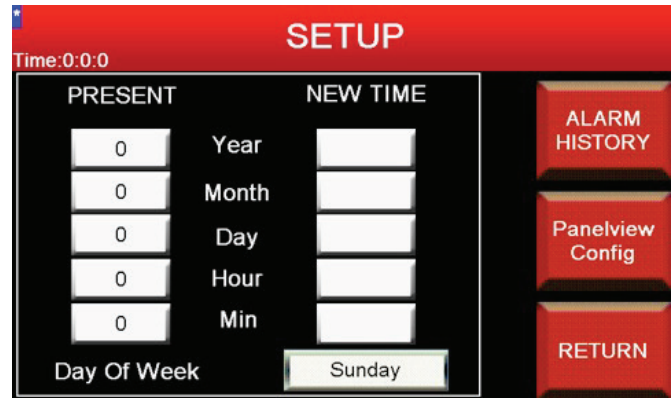 *
SETUP
Time:0:0:0
PRESENT NEW TIME
0 Year
0 Month
0 Day
0 Hour
0 Min
Day Of Week Sunday
ALARM
HISTORY
Panelview
Config
RETURN